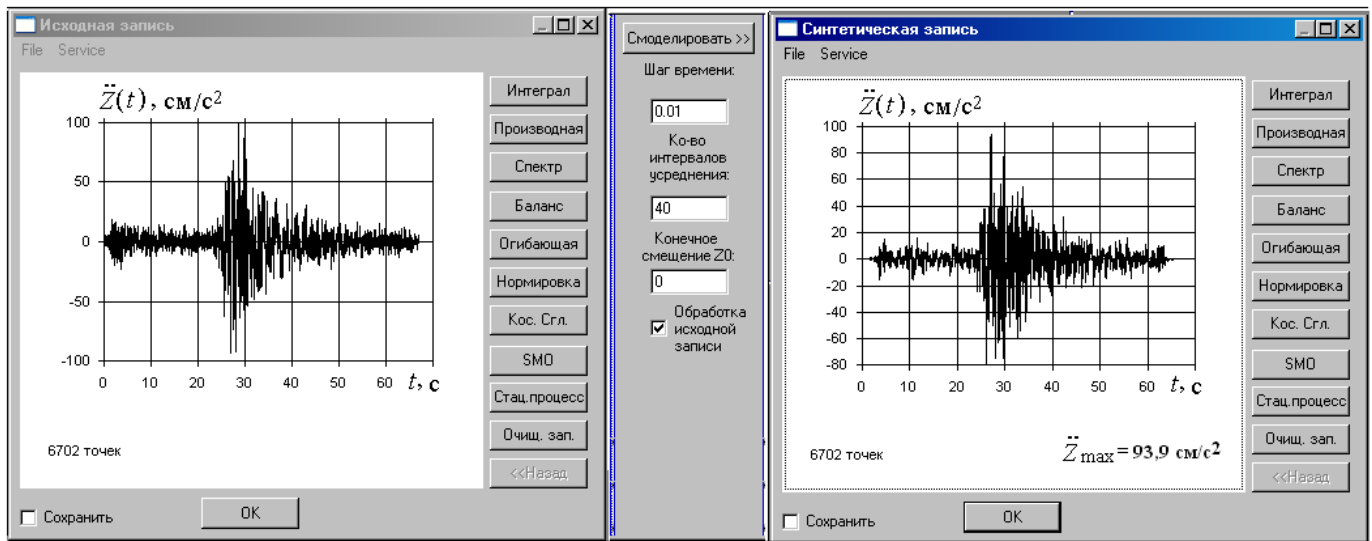 Исходная запись
File Service
Z̈(t), см/с²
100
50
0
-50
-100
0 10 20 30 40 50 60 t, с
6702 точек
Интеграл
Производная
Спектр
Баланс
Огибающая
Нормировка
Кос. Сгл.
SMO
Стац.процесс
Очищ. зап.
<<Назад
Сохранить
OK
Смоделировать >>
Шаг времени:
0.01
Ко-во
интервалов
усреднения:
40
Конечное
смещение Z0:
0
Обработка
исходной
записи
Синтетическая запись
File Service
Z̈(t), см/с²
100
80
60
40
20
0
-20
-40
-60
-80
0 10 20 30 40 50 60 t, с
6702 точек
Z̈max= 93,9 см/с²
Интеграл
Производная
Спектр
Баланс
Огибающая
Нормировка
Кос. Сгл.
SMO
Стац.процесс
Очищ. зап.
<<Назад
Сохранить
OK